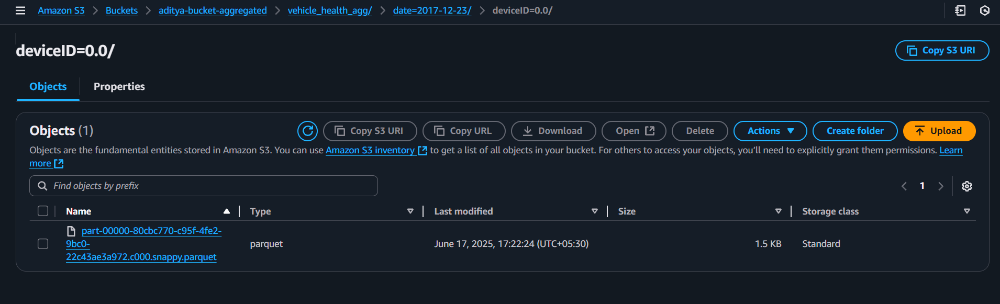 Amazon S3 > Buckets > aditya-bucket-aggregated > vehicle_health_agg/ > date=2017-12-23/ > deviceID=0.0/
deviceID=0.0/
Copy S3 URI
Objects
Properties
Objects (1)
Copy S3 URI
Copy URL
Download
Open
Delete
Actions
Create folder
Upload
Objects are the fundamental entities stored in Amazon S3. You can use Amazon S3 inventory to get a list of all objects in your bucket. For others to access your objects, you’ll need to explicitly grant them permissions. Learn
more
Find objects by prefix
1
Name
Type
Last modified
Size
Storage class
part-00000-80cbc770-c95f-4fe2-
9bc0-
22c43ae3a972.c000.snappy.parquet
parquet
June 17, 2025, 17:22:24 (UTC+05:30)
1.5 KB
Standard